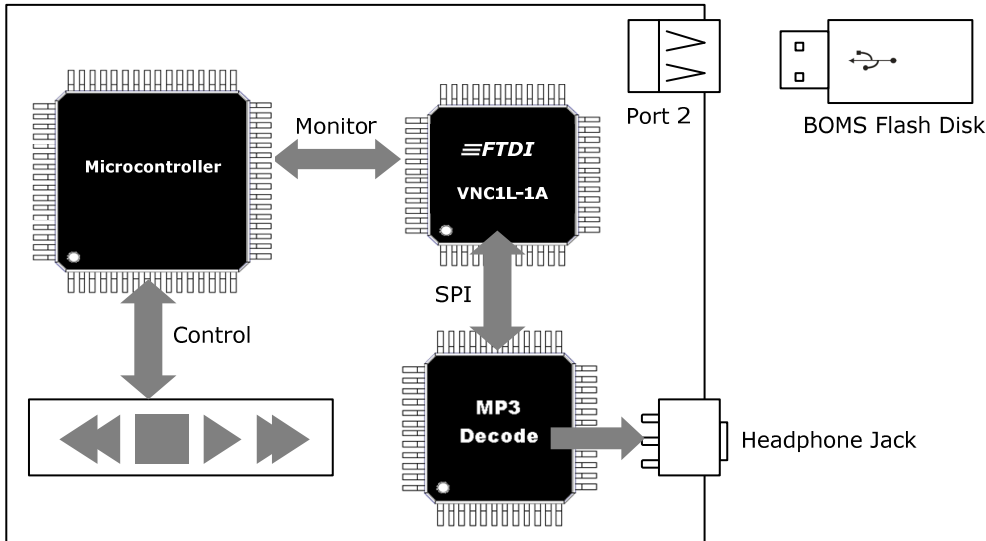 Port 2
BOMS Flash Disk
Monitor
Microcontroller
FTDI
VNC1L-1A
SPI
Control
MP3
Decode
Headphone Jack